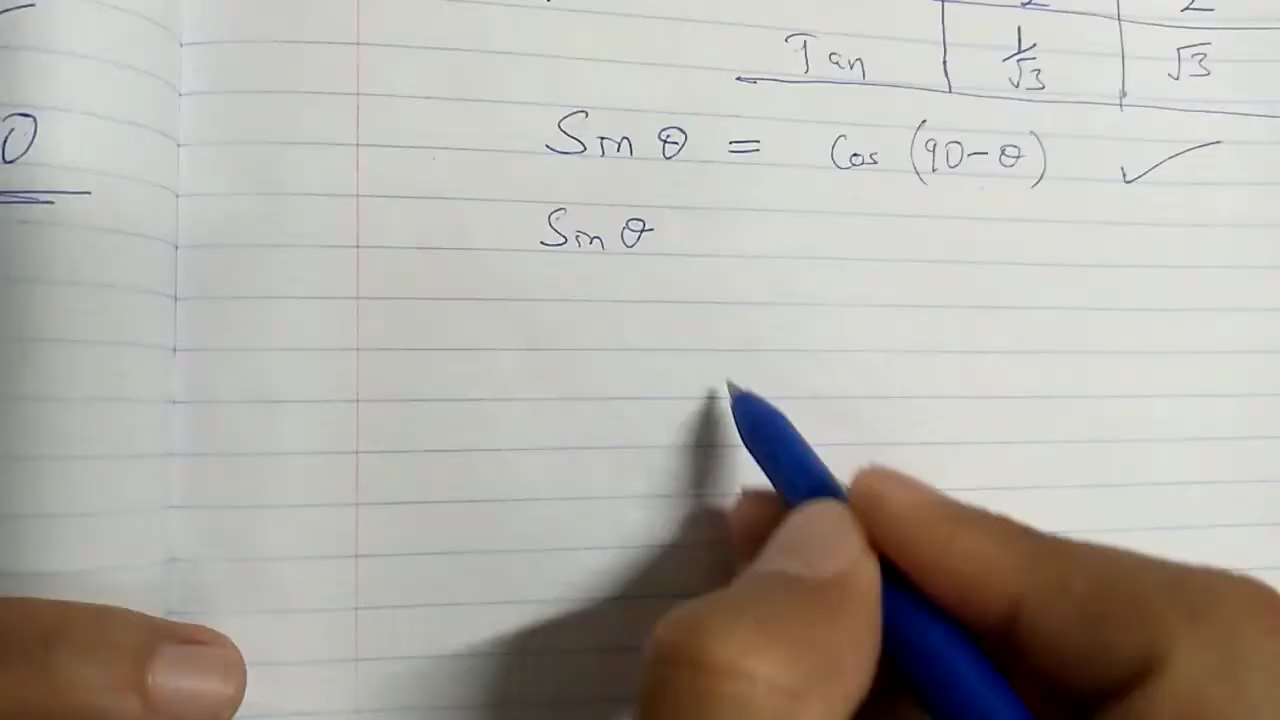 Tan 1/√3 √3
Sin θ = Cos (90-θ) ✓
Sin θ